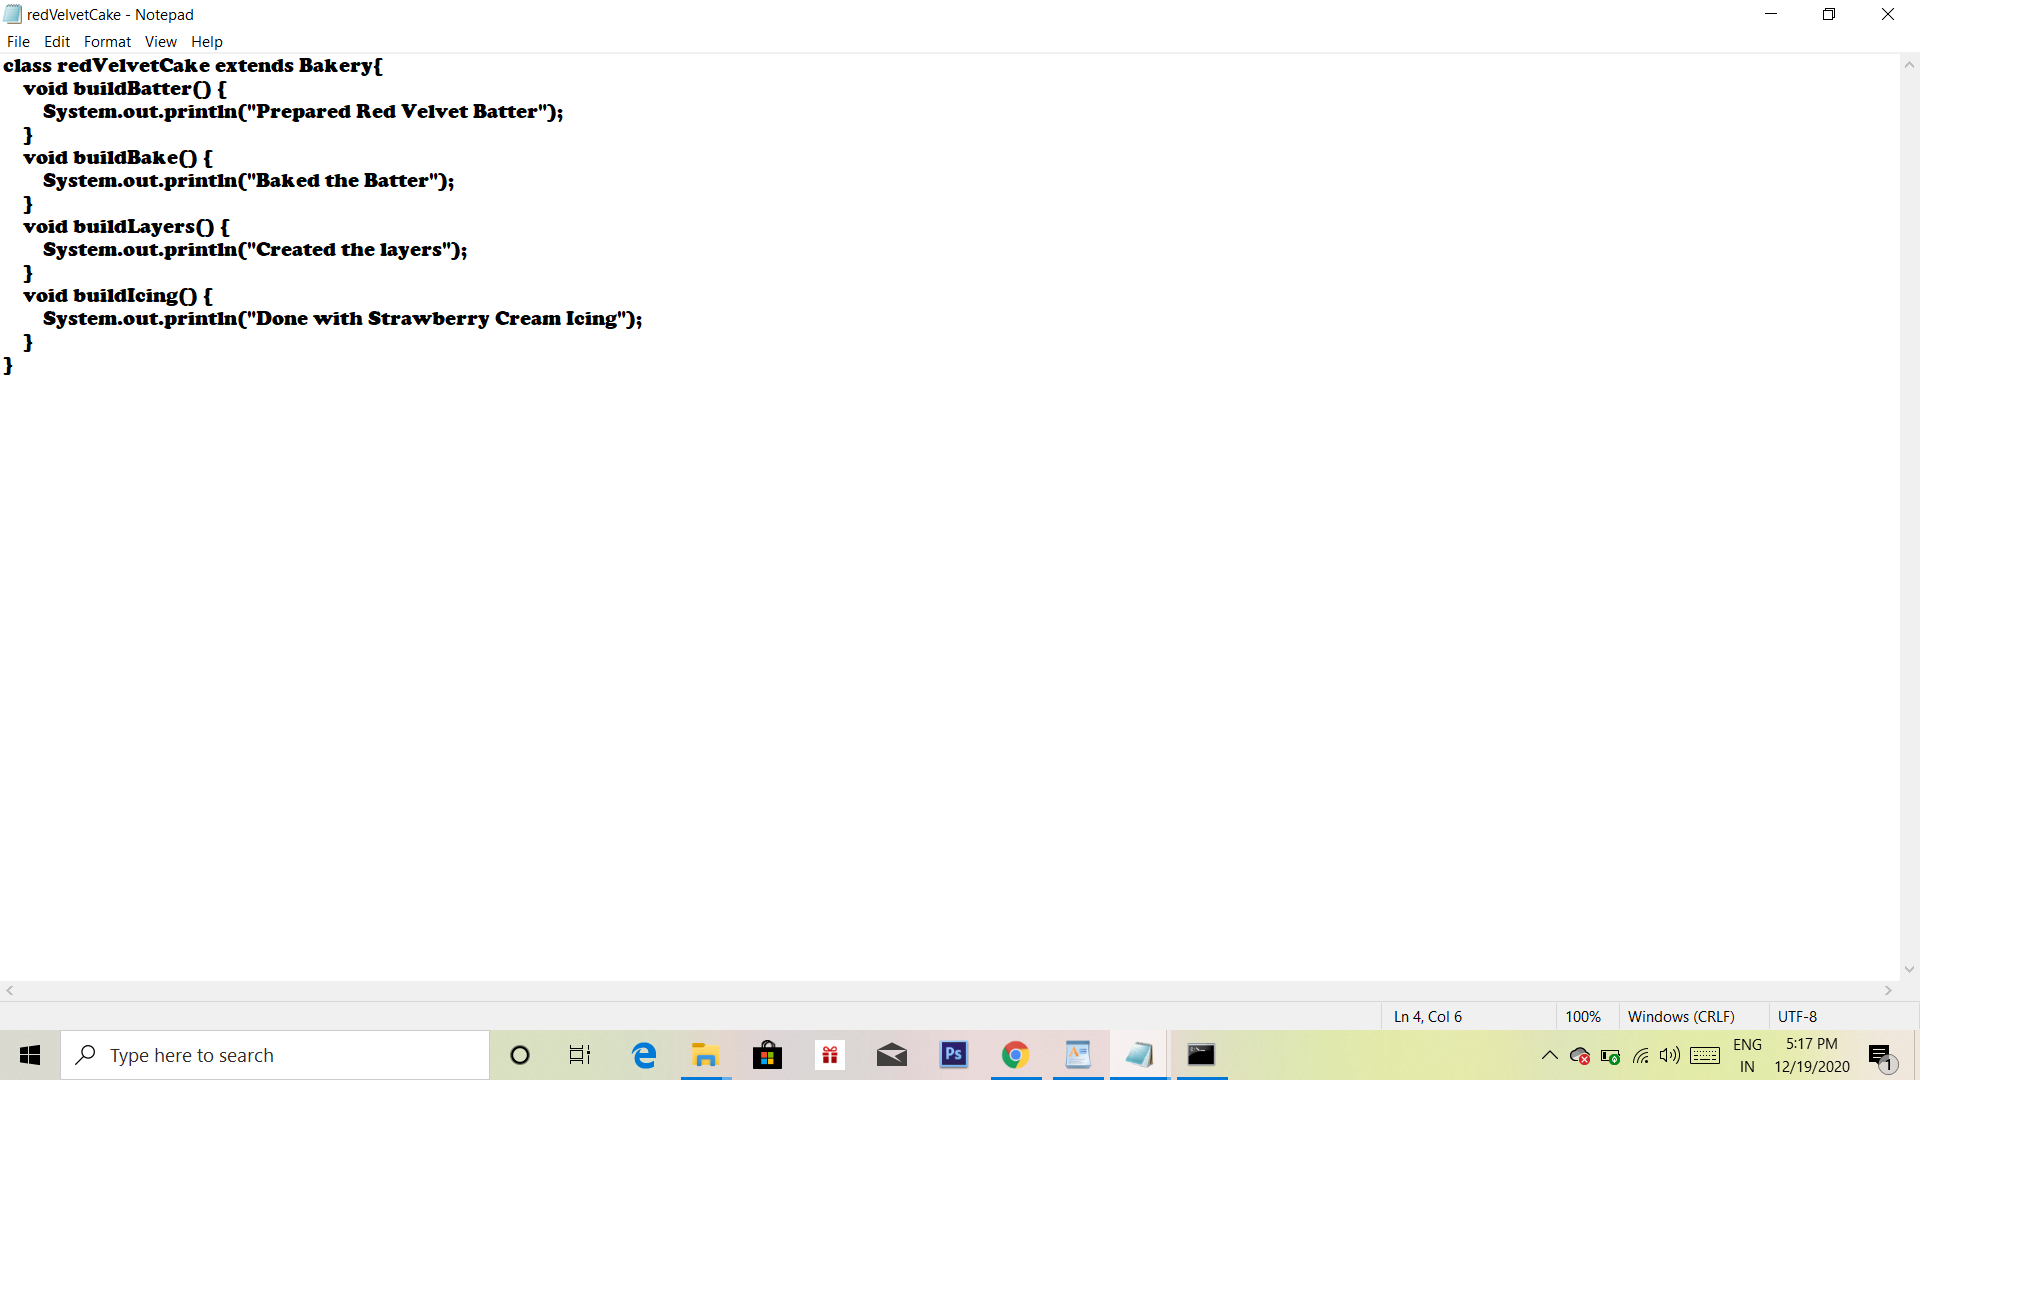 redVelvetCake - Notepad
File Edit Format View Help
class redVelvetCake extends Bakery{
void buildBatter() {
System.out.println("Prepared Red Velvet Batter");
}
void buildBake() {
System.out.println("Baked the Batter");
}
void buildLayers() {
System.out.println("Created the layers");
}
void buildIcing() {
System.out.println("Done with Strawberry Cream Icing");
}
}
Ln 4, Col 6 100% Windows (CRLF) UTF-8
Type here to search Ps ENG 5:17 PM
IN 12/19/2020 1